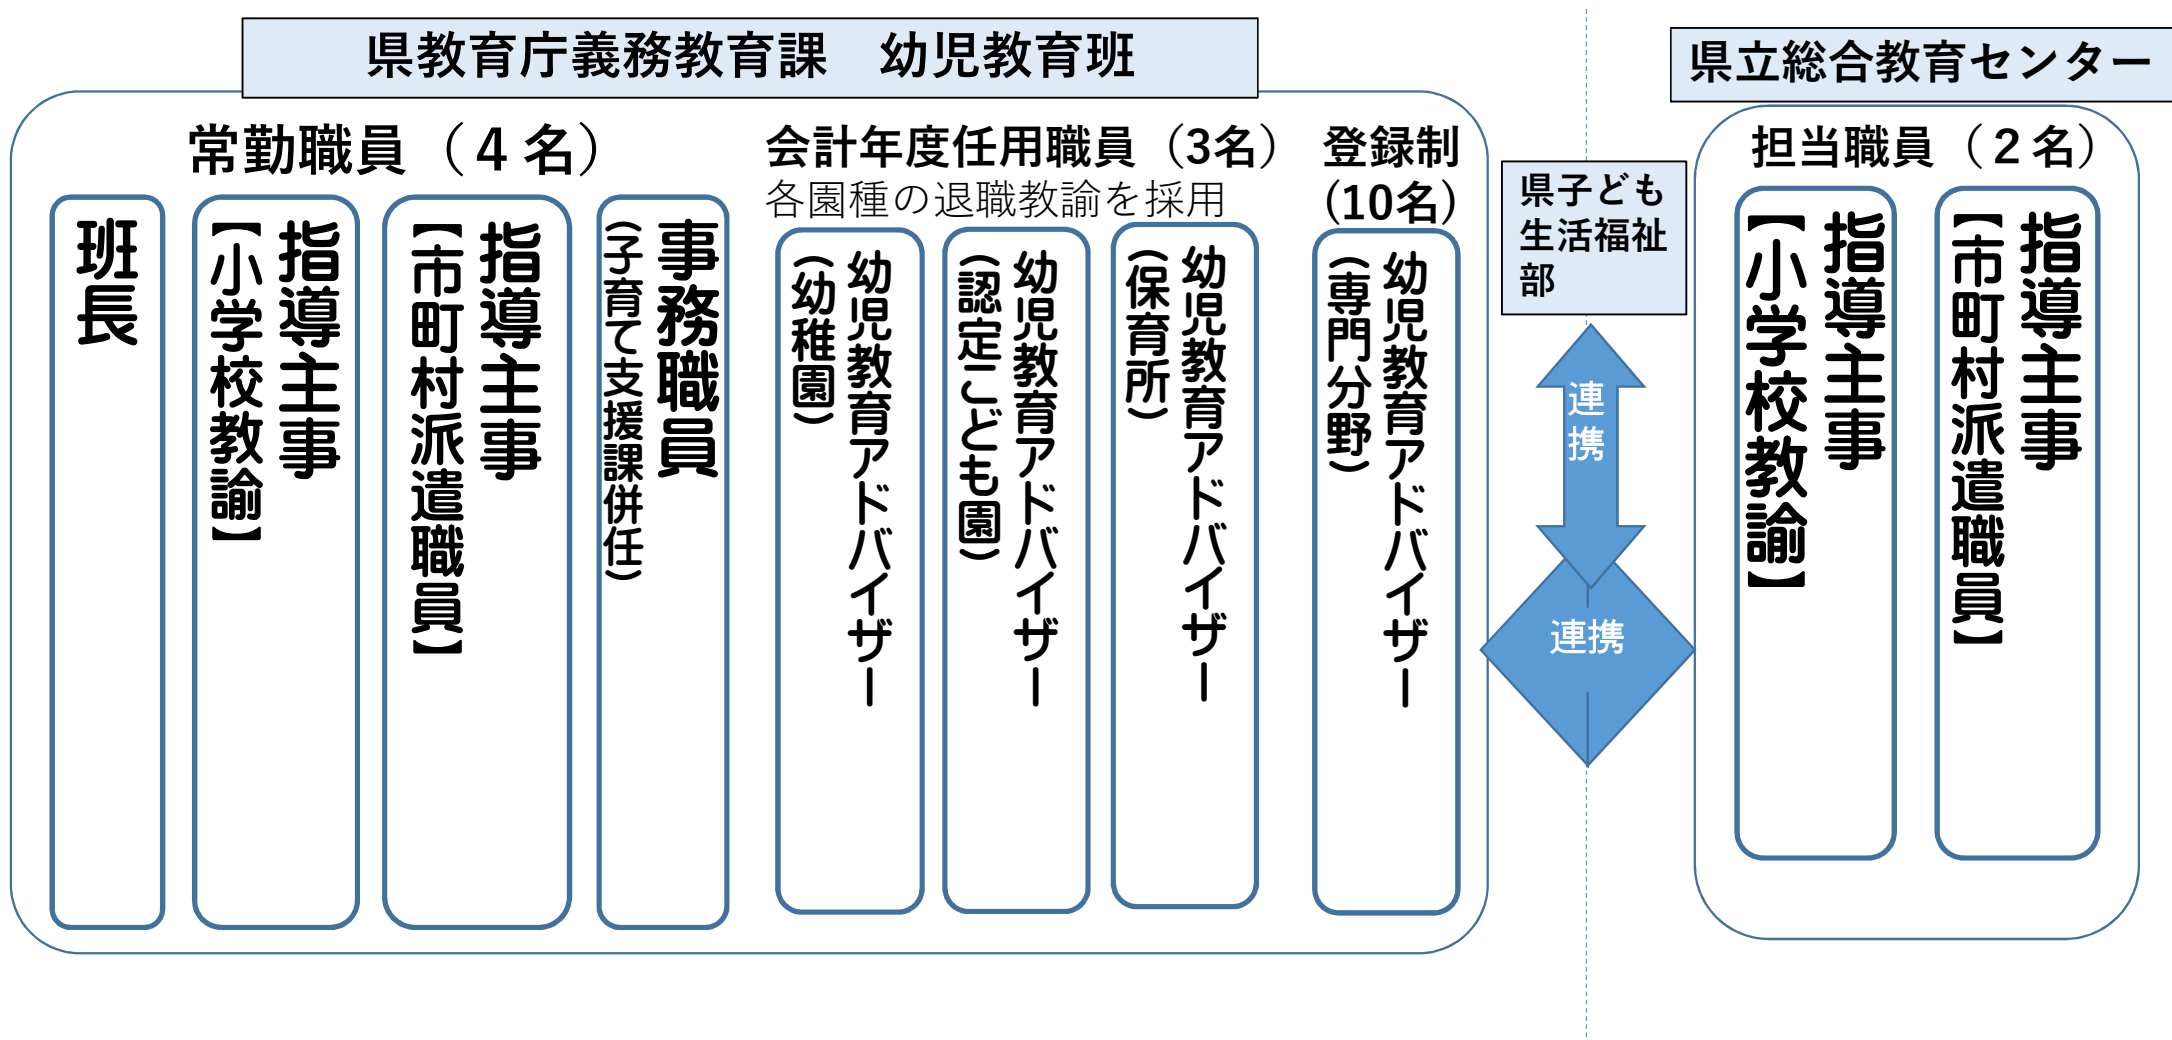 県教育庁義務教育課　幼児教育班
常勤職員（４名）
班長
指導主事
【小学校教諭】
指導主事
【市町村派遣職員】
事務職員
（子育て支援課併任）
会計年度任用職員（3名）
各園種の退職教諭を採用
幼児教育アドバイザー
（幼稚園）
幼児教育アドバイザー
（認定こども園）
幼児教育アドバイザー
（保育所）
登録制
（10名）
幼児教育アドバイザー
（専門分野）
県子ども
生活福祉
部
連
携
連携
県立総合教育センター
担当職員（２名）
指導主事
【小学校教諭】
指導主事
【市町村派遣職員】